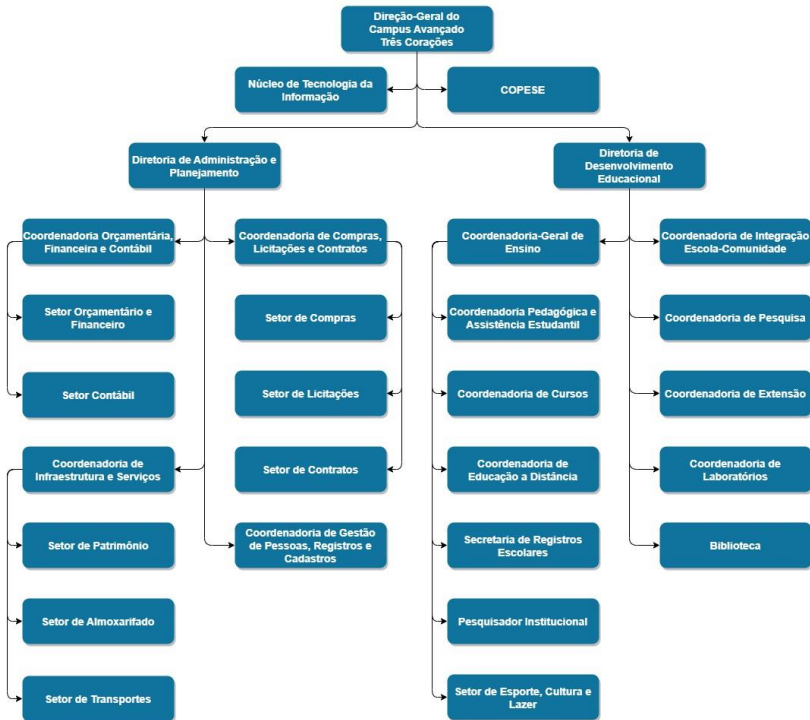 Direção-Geral do
Campus Avançado
Três Corações
Núcleo de Tecnologia da
Informação
COPESE
Diretoria de Administração e
Planejamento
Diretoria de
Desenvolvimento
Educacional
Coordenadoria Orçamentária,
Financeira e Contábil
Coordenadoria de Compras,
Licitações e Contratos
Coordenadoria-Geral de
Ensino
Coordenadoria de Integração
Escola-Comunidade
Setor Orçamentário e
Financeiro
Setor de Compras
Coordenadoria Pedagógica e
Assistência Estudantil
Coordenadoria de Pesquisa
Setor Contábil
Setor de Licitações
Coordenadoria de Cursos
Coordenadoria de Extensão
Coordenadoria de
Infraestrutura e Serviços
Setor de Contratos
Coordenadoria de
Educação a Distância
Coordenadoria de
Laboratórios
Setor de Patrimônio
Coordenadoria de Gestão
de Pessoas, Registros e
Cadastros
Secretaria de Registros
Escolares
Biblioteca
Setor de Almoxarifado
Pesquisador Institucional
Setor de Transportes
Setor de Esporte, Cultura e
Lazer